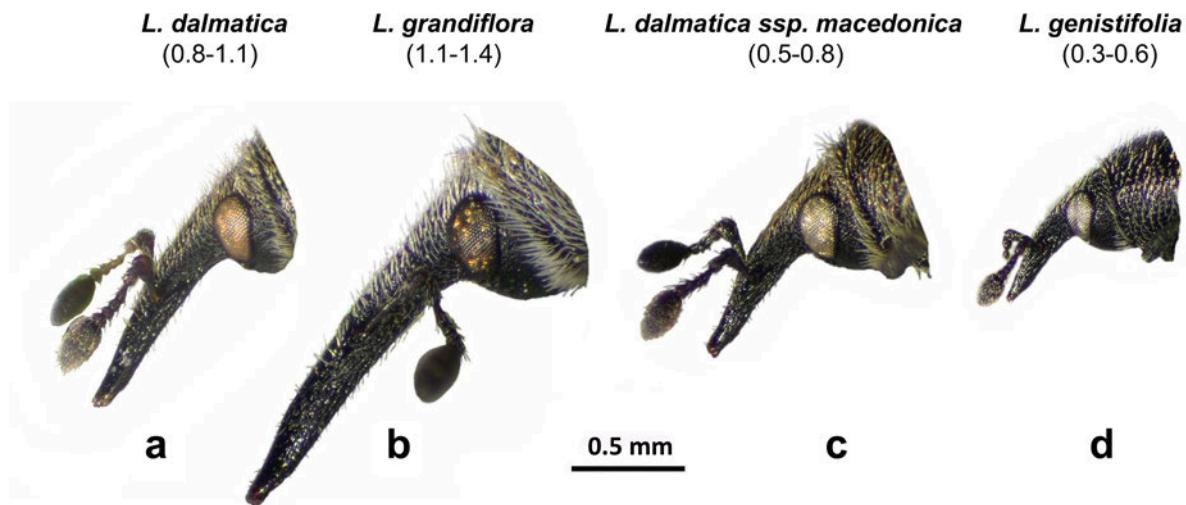 L. dalmatica
(0.8-1.1)
L. grandiflora
(1.1-1.4)
L. dalmatica ssp. macedonica
(0.5-0.8)
L. genistifolia
(0.3-0.6)
a
b
c
d
0.5 mm